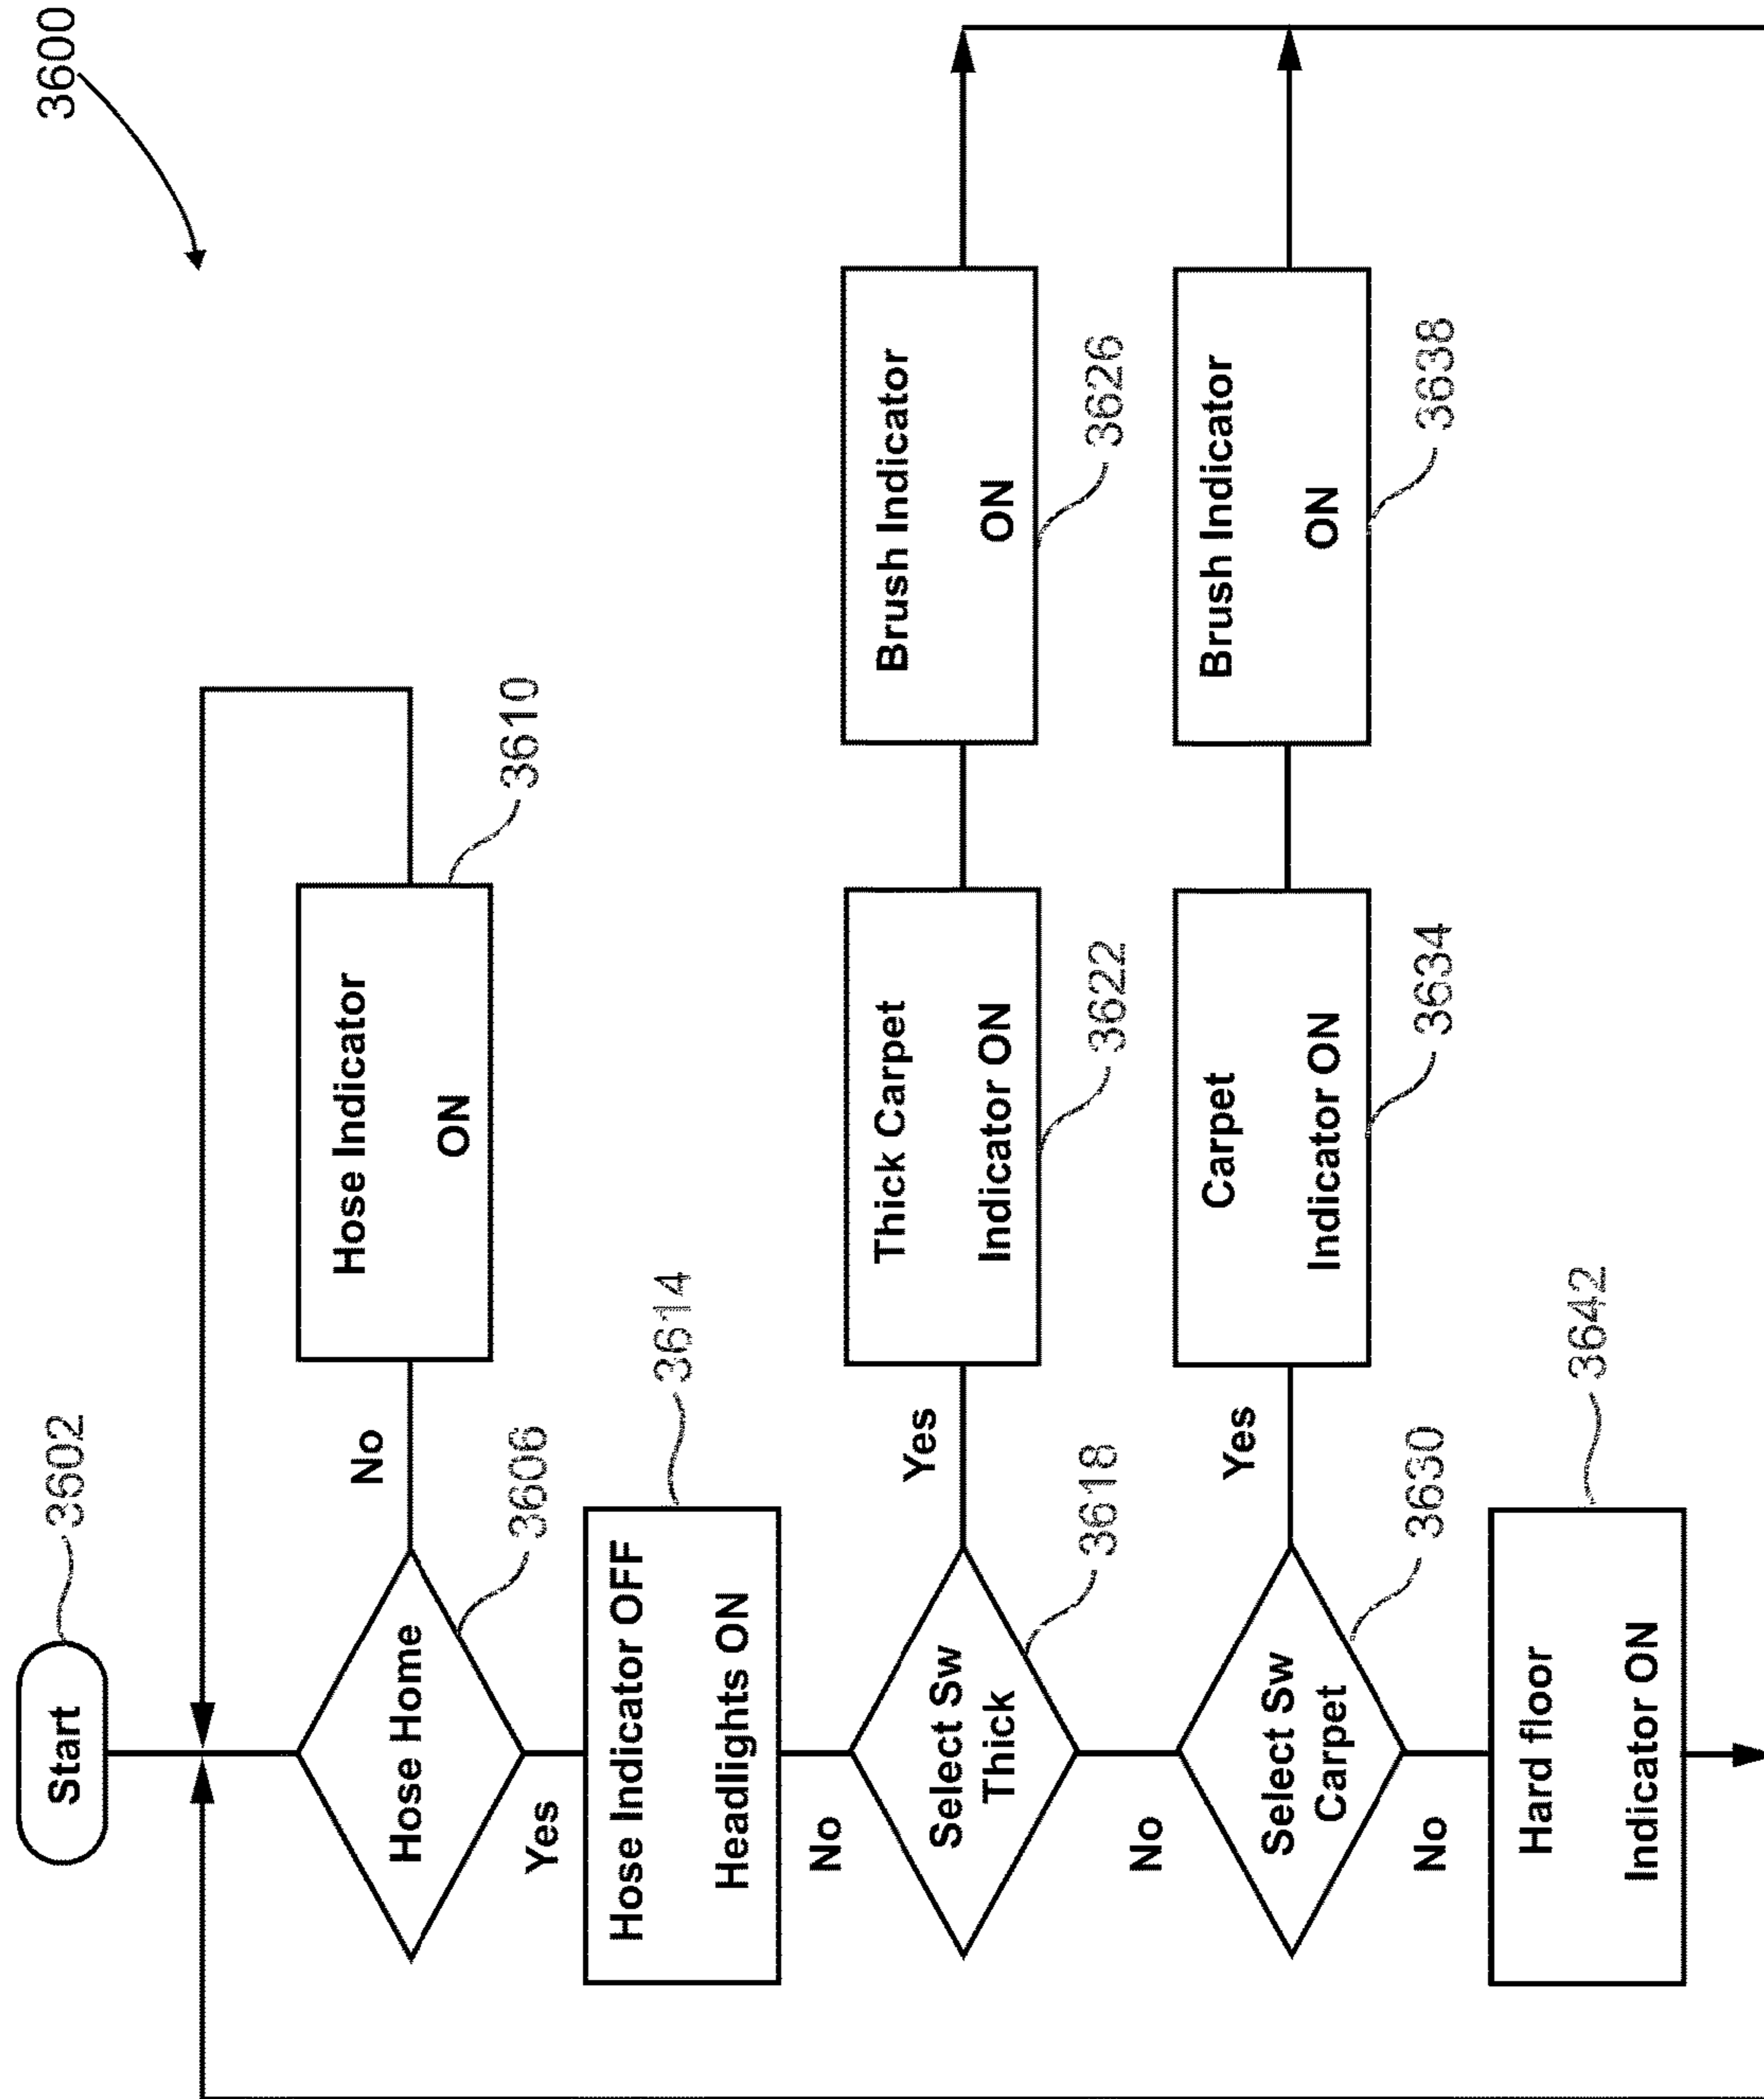 3600
Start
3602
Hose Home
3606
No
Hose Indicator
ON
3610
Yes
Hose Indicator OFF
Headlights ON
3614
No
Select Sw
Thick
3618
Yes
Thick Carpet
Indicator ON
3622
Brush Indicator
ON
3626
No
Select Sw
Carpet
3630
Yes
Carpet
Indicator ON
3634
Brush Indicator
ON
3638
No
Hard floor
Indicator ON
3642